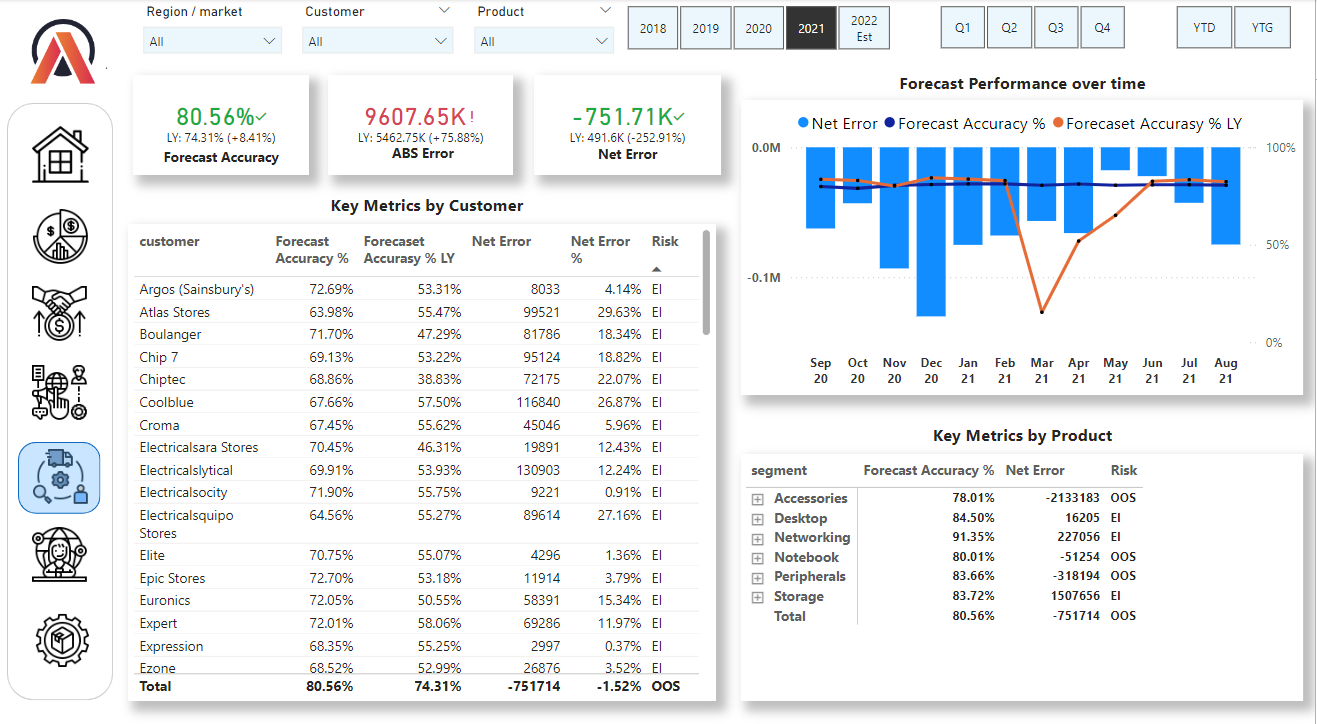 Region / market
Customer
Product
All
All
All
2018
2019
2020
2021
2022
Est
Q1
Q2
Q3
Q4
YTD
YTG
80.56%
LY: 74.31% (+8.41%)
Forecast Accuracy
9607.65K!
LY: 5462.75K (+75.88%)
ABS Error
-751.71K
LY: 491.6K (-252.91%)
Net Error
Forecast Performance over time
Net Error Forecast Accuracy % Forecaset Accurasy % LY
0.0M
-0.1M
100%
50%
0%
Sep Oct Nov Dec Jan Feb Mar Apr May Jun Jul Aug
20 20 20 20 21 21 21 21 21 21 21 21
Key Metrics by Customer
customer Forecast Forecaset Net Error Net Error Risk
Accuracy % Accurasy % LY %
Argos (Sainsbury's) 72.69% 53.31% 8033 4.14% EI
Atlas Stores 63.98% 55.47% 99521 29.63% EI
Boulanger 71.70% 47.29% 81786 18.34% EI
Chip 7 69.13% 53.22% 95124 18.82% EI
Chiptec 68.86% 38.83% 72175 22.07% EI
Coolblue 67.66% 57.50% 116840 26.87% EI
Croma 67.45% 55.62% 45046 5.96% EI
Electricalsara Stores 70.45% 46.31% 19891 12.43% EI
Electricalslytical 69.91% 53.93% 130903 12.24% EI
Electricalsocity 71.90% 55.75% 9221 0.91% EI
Electricalsquipo 64.56% 55.27% 89614 27.16% EI
Stores
Elite 70.75% 55.07% 4296 1.36% EI
Epic Stores 72.70% 53.18% 11914 3.79% EI
Euronics 72.05% 50.55% 58391 15.34% EI
Expert 72.01% 58.06% 69286 11.97% EI
Expression 68.35% 55.25% 2997 0.37% EI
Ezone 68.52% 52.99% 26876 3.52% EI
Total 80.56% 74.31% -751714 -1.52% OOS
Key Metrics by Product
segment Forecast Accuracy % Net Error Risk
Accessories 78.01% -2133183 OOS
Desktop 84.50% 16205 EI
Networking 91.35% 227056 EI
Notebook 80.01% -51254 OOS
Peripherals 83.66% -318194 OOS
Storage 83.72% 1507656 EI
Total 80.56% -751714 OOS